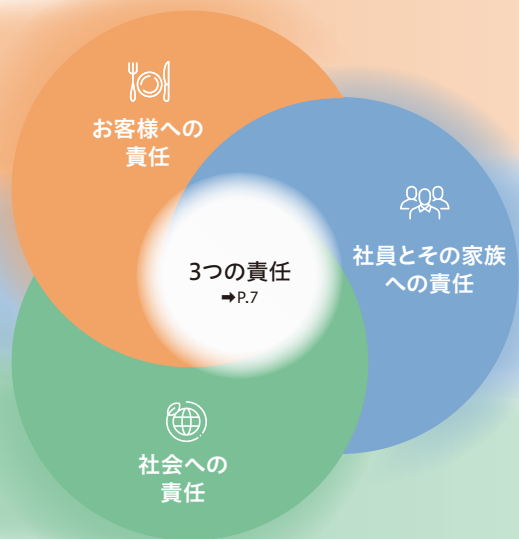 お客様への
責任
社員とその家族
への責任
3つの責任
➡P.7
社会への
責任